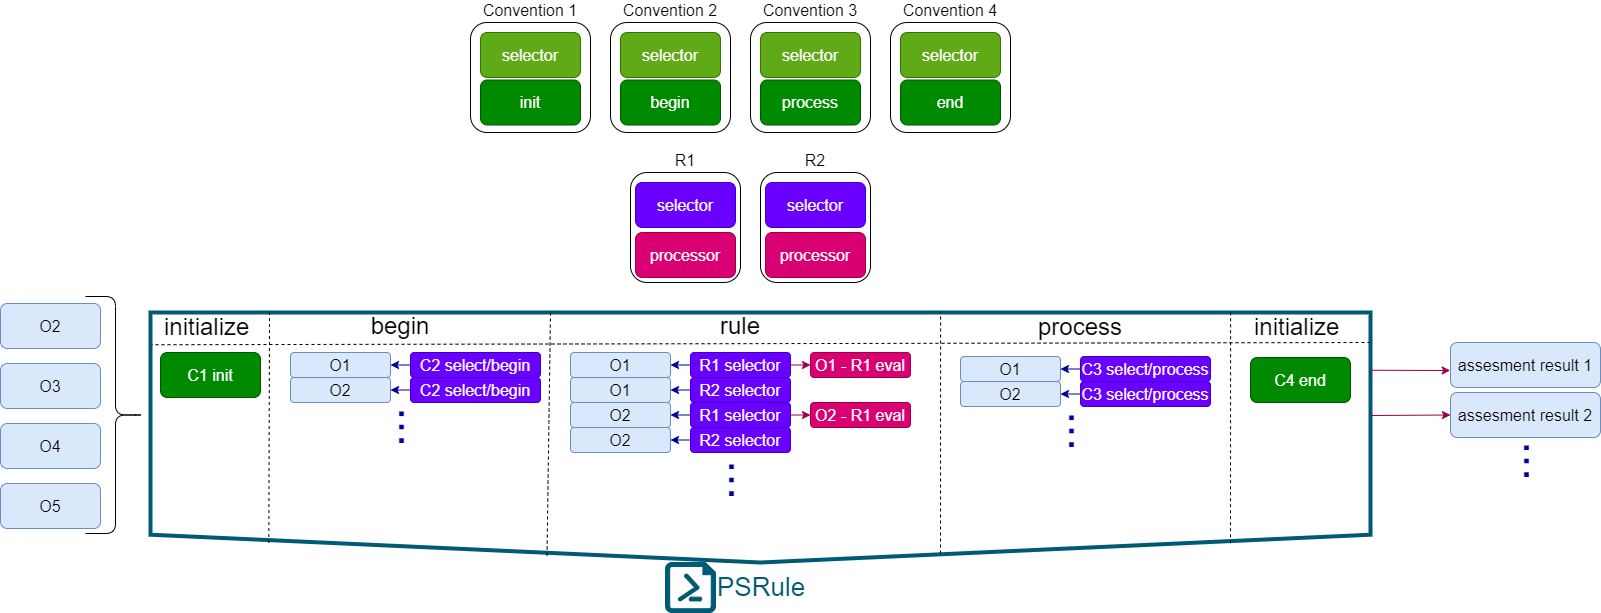 Convention 1
Convention 2
Convention 3
Convention 4
selector
selector
selector
selector
init
begin
process
end
R1
R2
selector
selector
processor
processor
O2
O3
O4
O5
initialize
begin
rule
process
initialize
C1 init
O1
C2 select/begin
O2
C2 select/begin
O1
R1 selector
O1 - R1 eval
O1
R2 selector
O2
R1 selector
O2 - R1 eval
O2
R2 selector
O1
C3 select/process
O2
C3 select/process
C4 end
assesment result 1
assesment result 2
PSRule